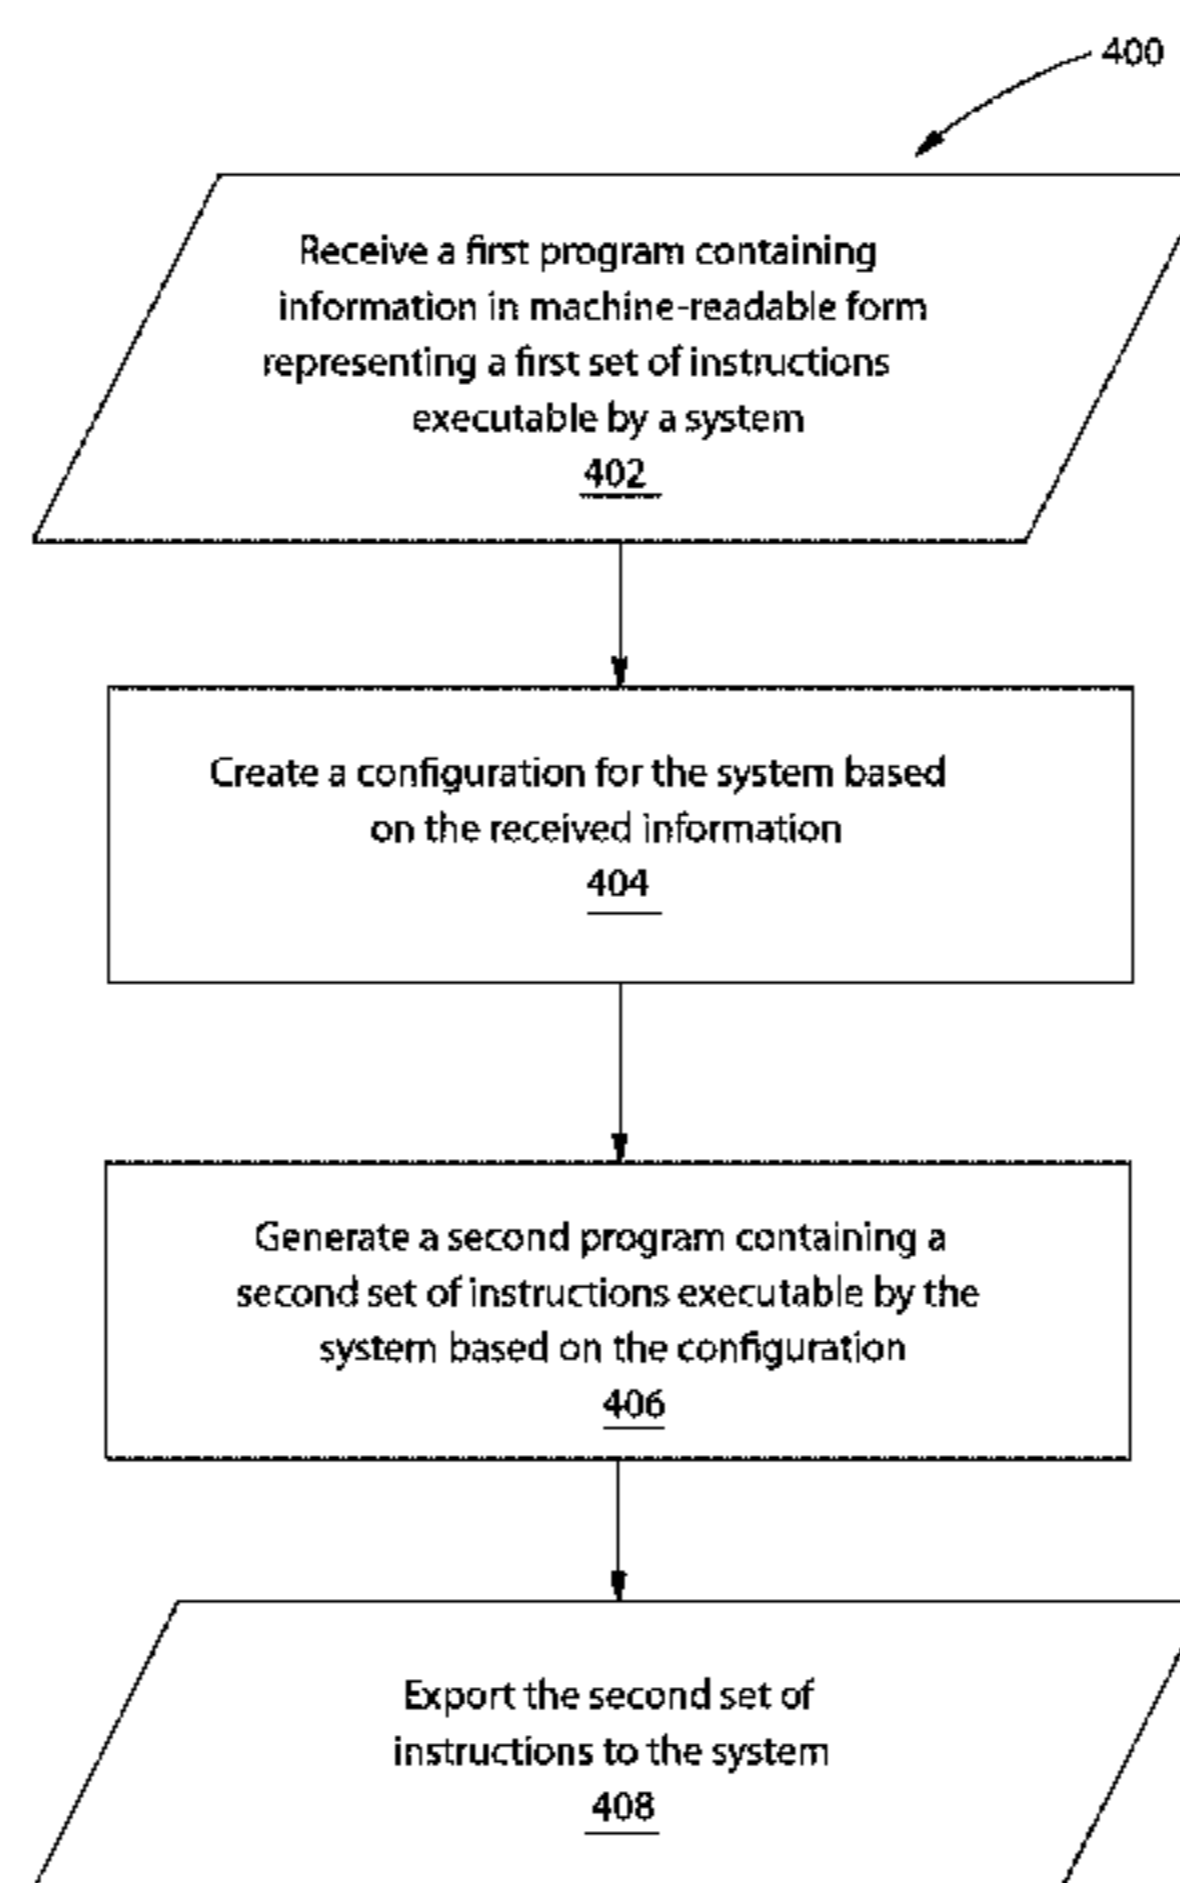 400
Receive a first program containing
information in machine-readable form
representing a first set of instructions
executable by a system
402
Create a configuration for the system based
on the received information
404
Generate a second program containing a
second set of instructions executable by the
system based on the configuration
406
Export the second set of
instructions to the system
408